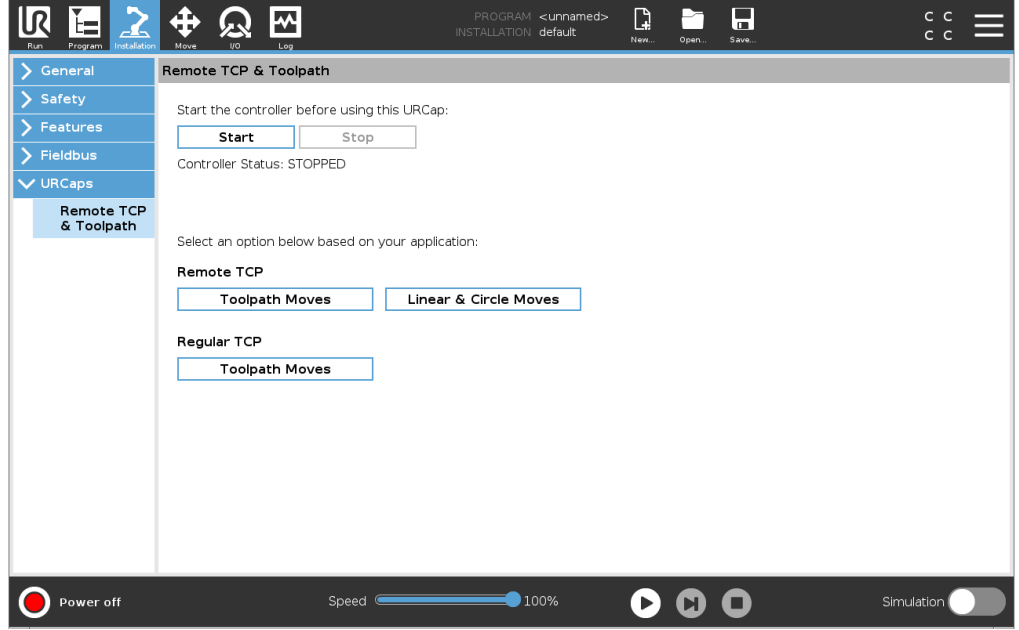 UR
Run
Program
Installation
Move
I/O
Log
PROGRAM <unnamed>
INSTALLATION default
New...
Open...
Save...
C C
C C
General
Safety
Features
Fieldbus
URCaps
Remote TCP
& Toolpath
Remote TCP & Toolpath
Start the controller before using this URCap:
Start
Stop
Controller Status: STOPPED
Select an option below based on your application:
Remote TCP
Toolpath Moves
Linear & Circle Moves
Regular TCP
Toolpath Moves
Power off
Speed
100%
Simulation